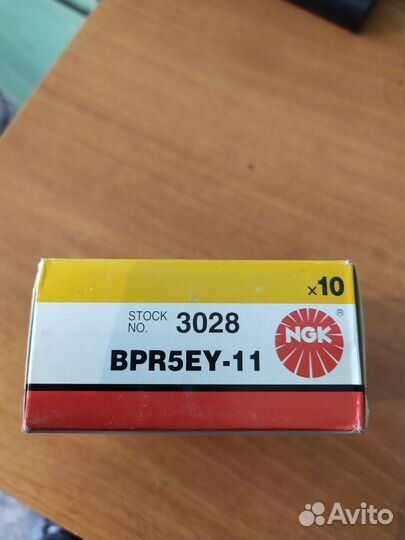 x10
STOCK NO. 3028
NGK ®
BPR5EY-11
Avito